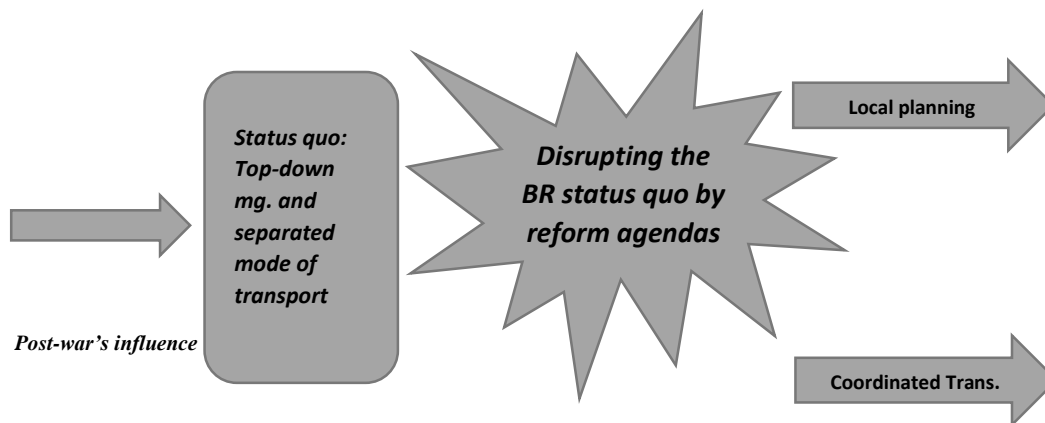 Post-war's influence
Status quo:
Top-down
mg. and
separated
mode of
transport
Disrupting the
BR status quo by
reform agendas
Local planning
Coordinated Trans.